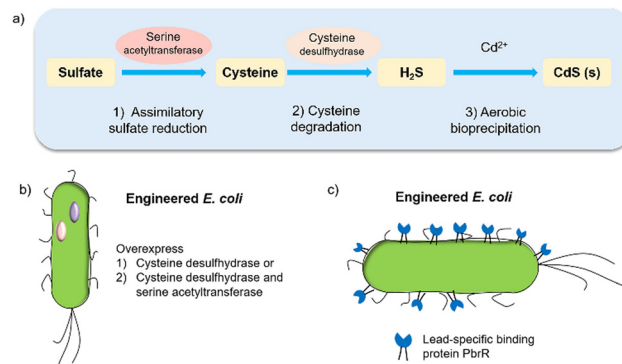 a)
Serine
acetyltransferase
Cysteine
desulfhydrase
Cd²⁺
Sulfate
Cysteine
H₂S
CdS (s)
1) Assimilatory
sulfate reduction
2) Cysteine
degradation
3) Aerobic
bioprecipitation
b)
Engineered E. coli
Overexpress
1) Cysteine desulfhydrase or
2) Cysteine desulfhydrase and
serine acetyltransferase
c)
Engineered E. coli
Lead-specific binding
protein PbrR